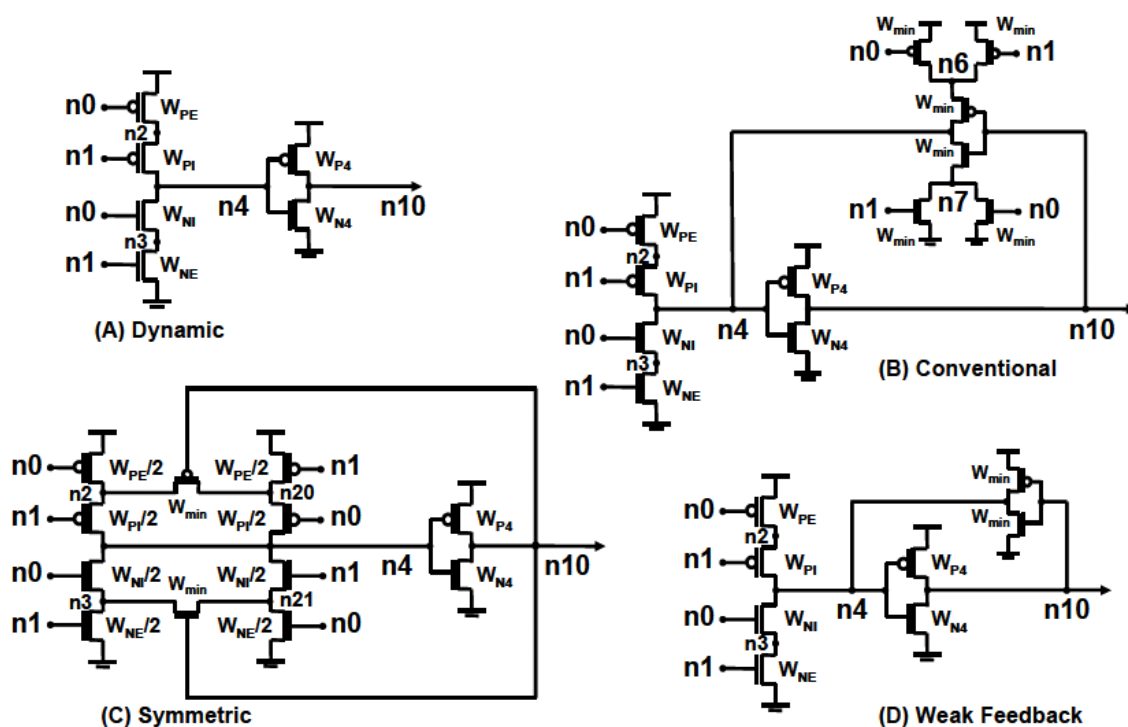 n0
W_PE
n2
n1
W_PI
n0
W_NI
n3
n1
W_NE
n4
W_P4
W_N4
n10
(A) Dynamic
W_min
W_min
n0
n6
n1
W_min
W_min
n1
n7
n0
W_min
W_min
n0
W_PE
n2
n1
W_PI
n0
W_NI
n3
n1
W_NE
n4
W_P4
W_N4
n10
(B) Conventional
n0
W_PE/2
W_PE/2
n1
n2
W_min
n20
n1
W_PI/2
W_PI/2
n0
n0
W_NI/2
W_min
W_NI/2
n1
n3
n21
n1
W_NE/2
W_NE/2
n0
n4
W_P4
W_N4
n10
(C) Symmetric
n0
W_PE
n2
n1
W_PI
n0
W_NI
n3
n1
W_NE
W_min
W_min
n4
W_P4
W_N4
n10
(D) Weak Feedback